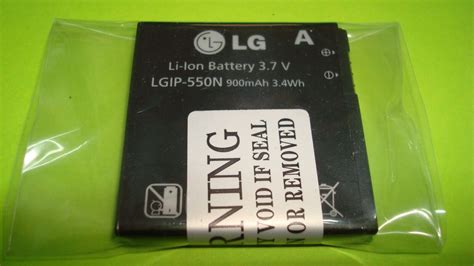 LG A
Li-Ion Battery 3.7 V
LGIP-550N 900mAh 3.4Wh
RNING
Y VOID IF SEAL
N OR REMOVED